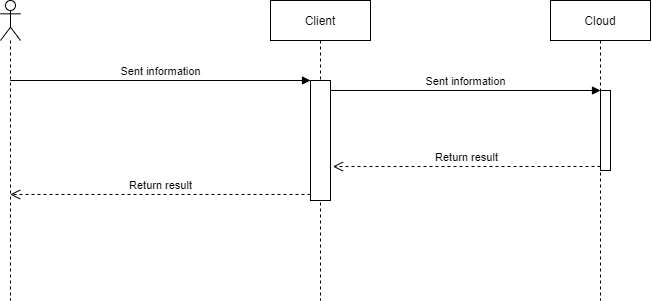 Client
Cloud
Sent information
Sent information
Return result
Return result